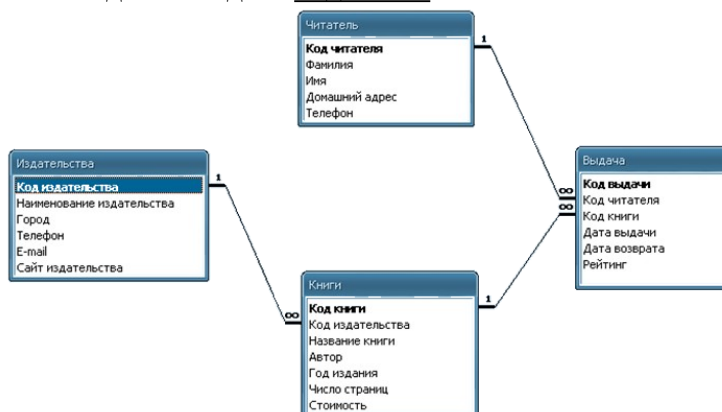 Читатель
1
Код читателя
Фамилия
Имя
Домашний адрес
Телефон
Издательства
1
Код издательства
Наименование издательства
Город
Телефон
E-mail
Сайт издательства
Выдача
∞
∞
Код выдачи
Код читателя
Код книги
Дата выдачи
Дата возврата
Рейтинг
Книги
∞
1
Код книги
Код издательства
Название книги
Автор
Год издания
Число страниц
Стоимость